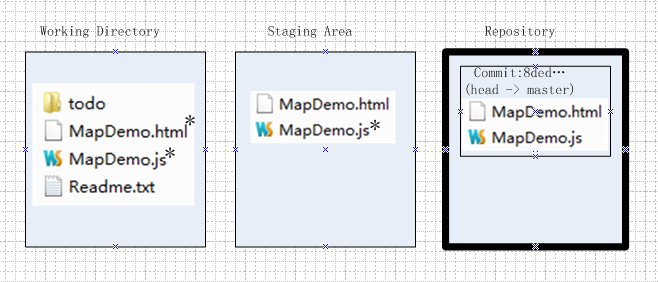 Working Directory
todo
MapDemo.html*
MapDemo.js*
Readme.txt
Staging Area
MapDemo.html
MapDemo.js*
Repository
Commit:8ded…
(head -> master)
MapDemo.html
MapDemo.js